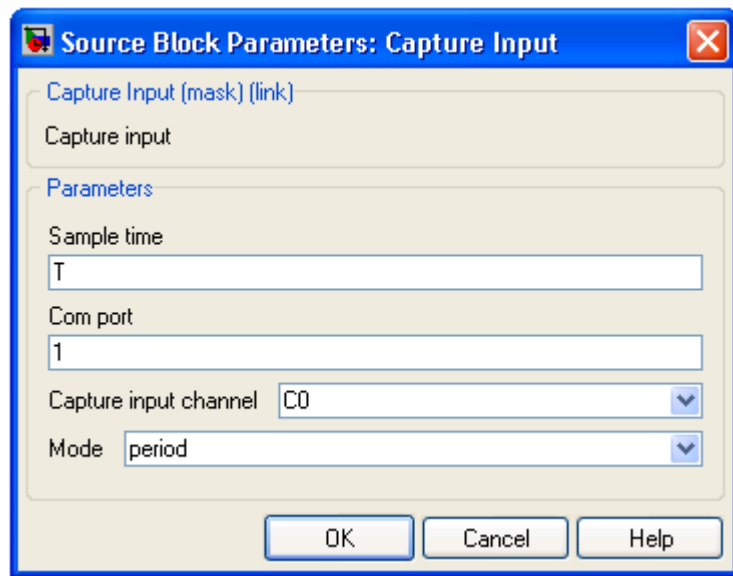 Source Block Parameters: Capture Input
Capture Input (mask) (link)
Capture input
Parameters
Sample time
T
Com port
1
Capture input channel C0
Mode period
OK Cancel Help